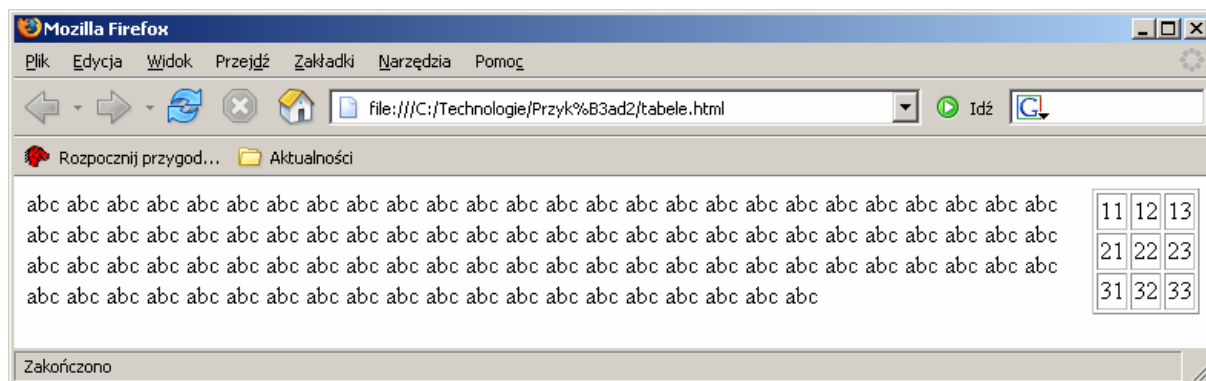 Mozilla Firefox
Plik Edycja Widok Przejdź Zakładki Narzędzia Pomoc
file:///C:/Technologie/Przyk%B3ad2/tabele.html Idź G
Rozpocznij przygod... Aktualności
abc abc abc abc abc abc abc abc abc abc abc abc abc abc abc abc abc abc abc abc abc abc abc abc abc abc
abc abc abc abc abc abc abc abc abc abc abc abc abc abc abc abc abc abc abc abc abc abc abc abc abc abc
abc abc abc abc abc abc abc abc abc abc abc abc abc abc abc abc abc abc abc abc abc abc abc abc abc abc
abc abc abc abc abc abc abc abc abc abc abc abc abc abc abc abc abc abc abc abc
11 12 13
21 22 23
31 32 33
Zakończono